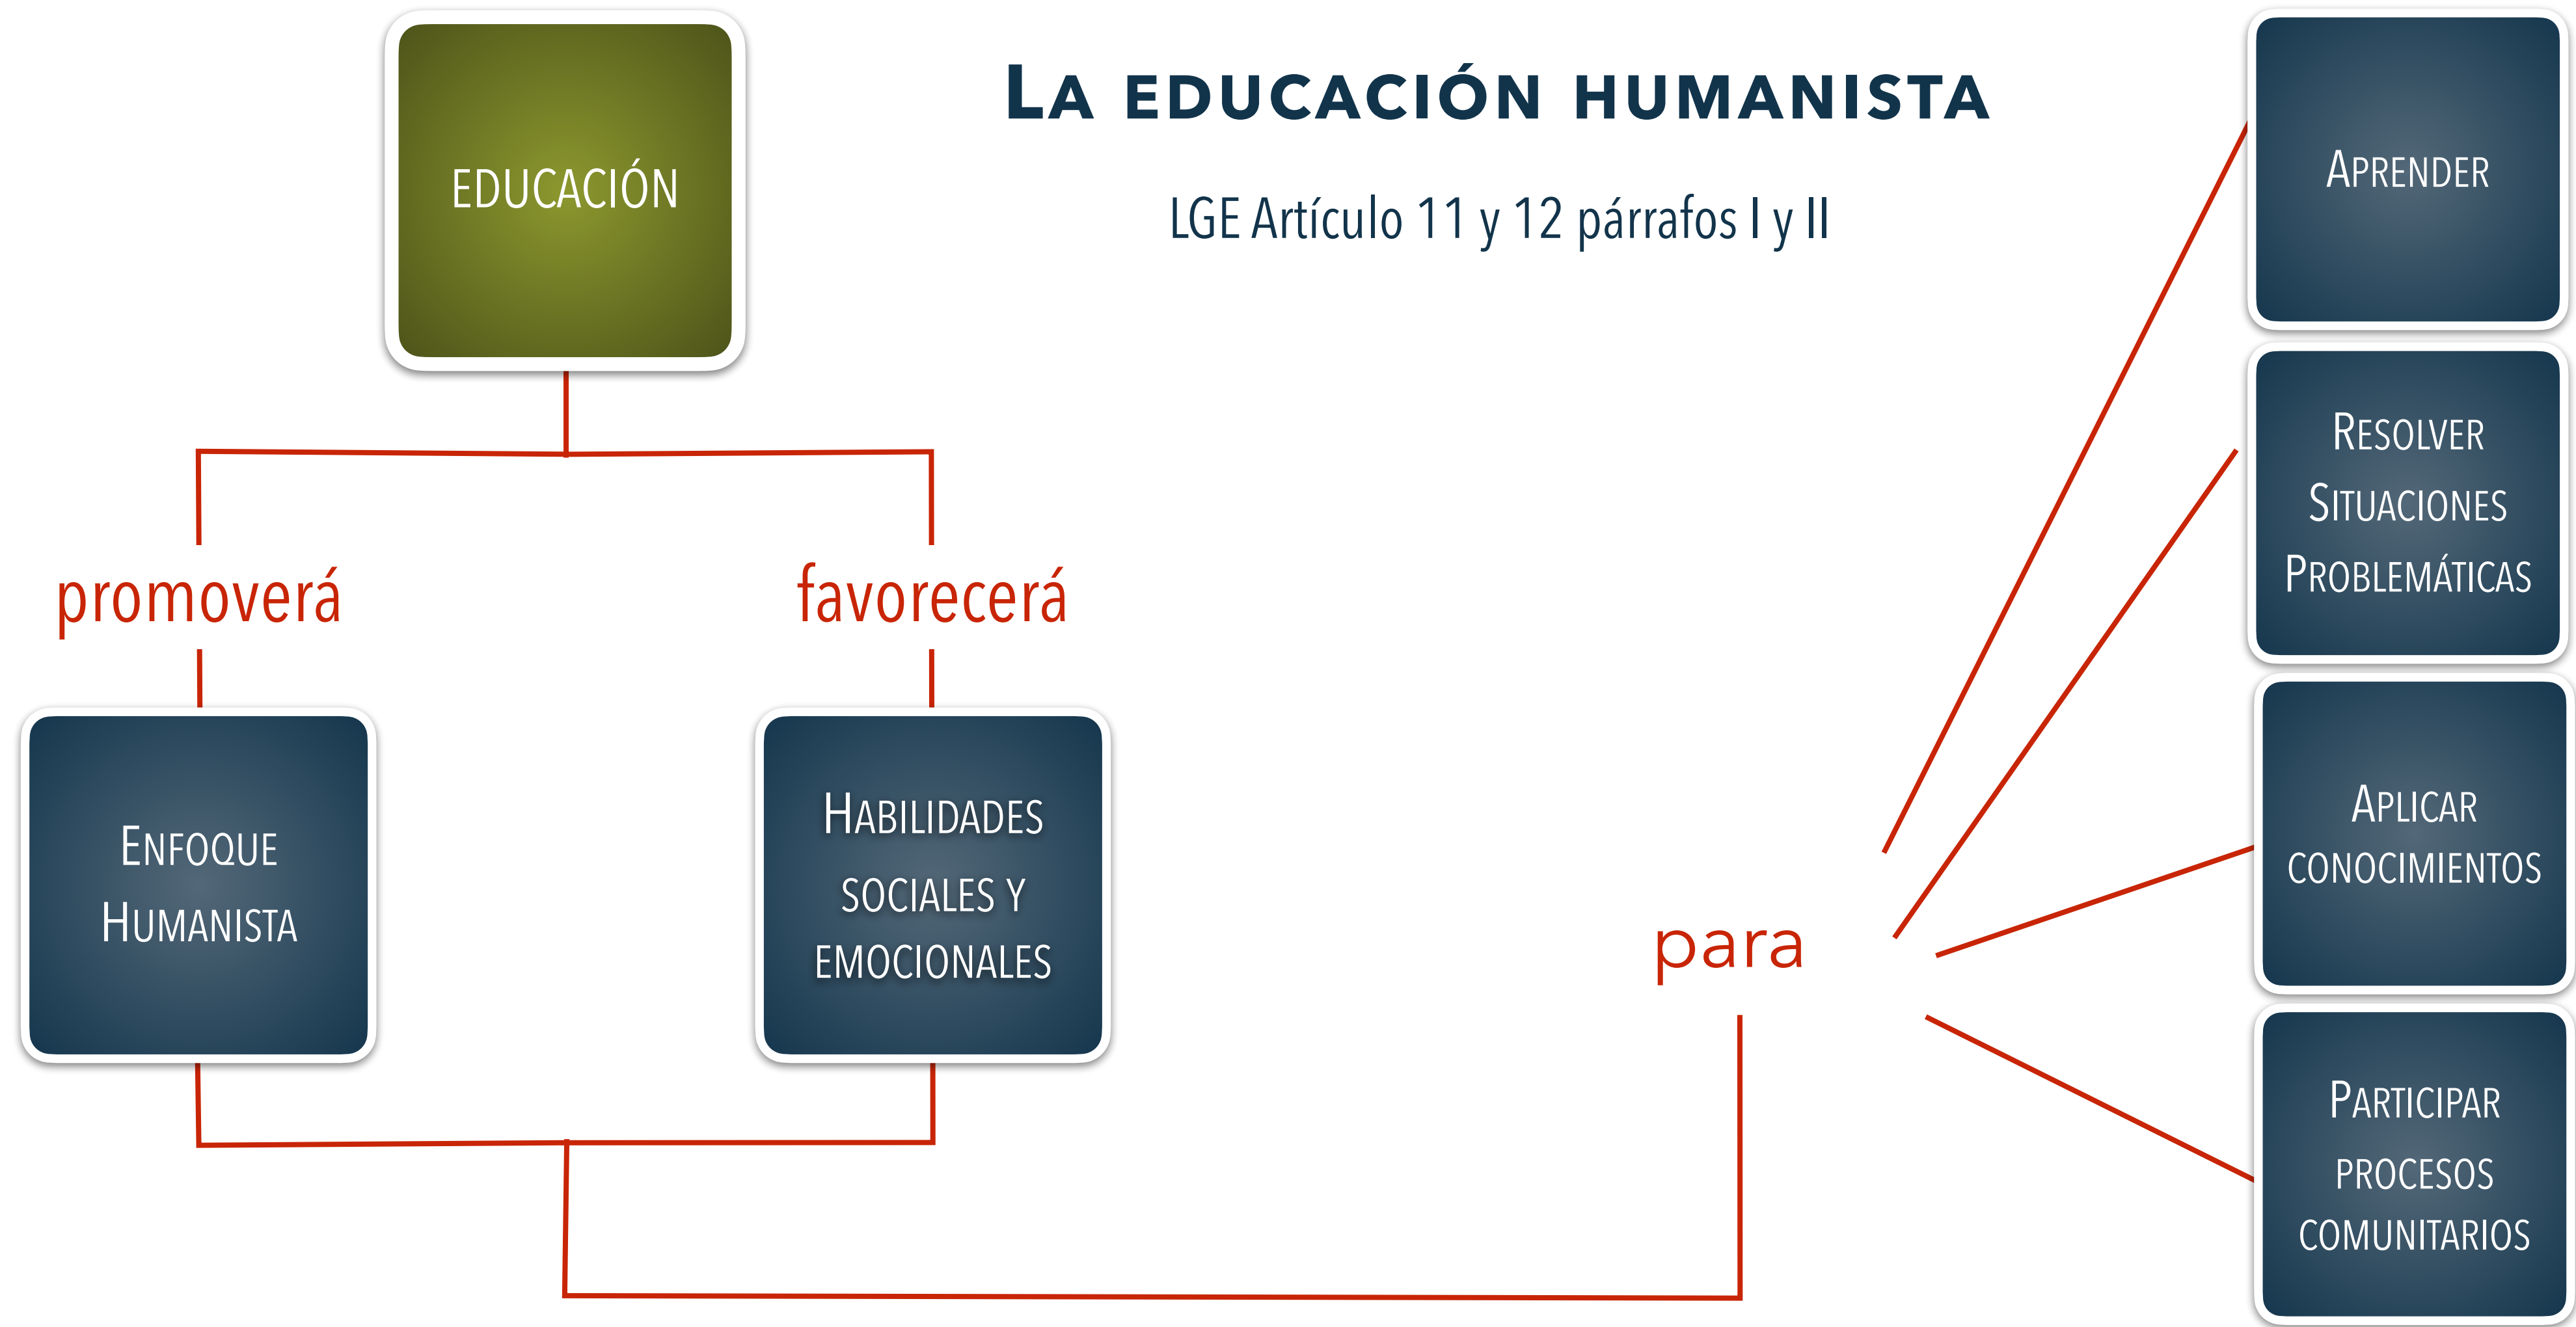 EDUCACIÓN
LA EDUCACIÓN HUMANISTA
LGE Artículo 11 y 12 párrafos I y II
promoverá
favorecerá
ENFOQUE
HUMANISTA
HABILIDADES
SOCIALES Y
EMOCIONALES
para
APRENDER
RESOLVER
SITUACIONES
PROBLEMÁTICAS
APLICAR
CONOCIMIENTOS
PARTICIPAR
PROCESOS
COMUNITARIOS